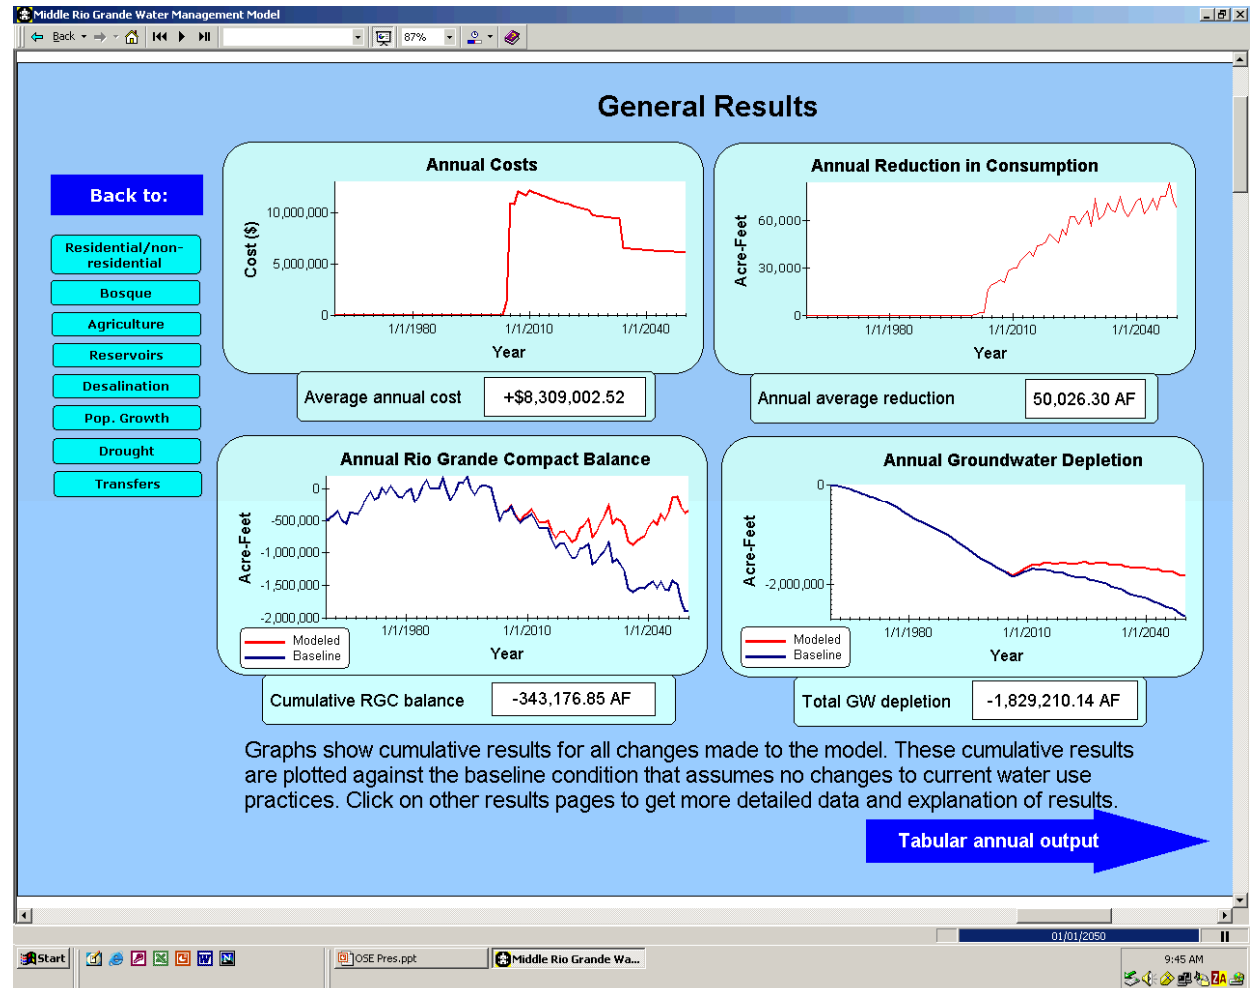 Middle Rio Grande Water Management Model
Back
87%
General Results
Back to:
Residential/non-
residential
Bosque
Agriculture
Reservoirs
Desalination
Pop. Growth
Drought
Transfers
Annual Costs
Cost ($)
10,000,000
5,000,000
0
1/1/1980
1/1/2010
1/1/2040
Year
Average annual cost
+$8,309,002.52
Annual Reduction in Consumption
Acre-Feet
60,000
30,000
0
1/1/1980
1/1/2010
1/1/2040
Year
Annual average reduction
50,026.30 AF
Annual Rio Grande Compact Balance
Acre-Feet
0
-500,000
-1,000,000
-1,500,000
-2,000,000
1/1/1980
1/1/2010
1/1/2040
Modeled
Baseline
Year
Cumulative RGC balance
-343,176.85 AF
Annual Groundwater Depletion
Acre-Feet
0
-2,000,000
1/1/1980
1/1/2010
1/1/2040
Modeled
Baseline
Year
Total GW depletion
-1,829,210.14 AF
Graphs show cumulative results for all changes made to the model. These cumulative results
are plotted against the baseline condition that assumes no changes to current water use
practices. Click on other results pages to get more detailed data and explanation of results.
Tabular annual output
01/01/2050
Start
OSE Pres.ppt
Middle Rio Grande Wa...
9:45 AM
ZA